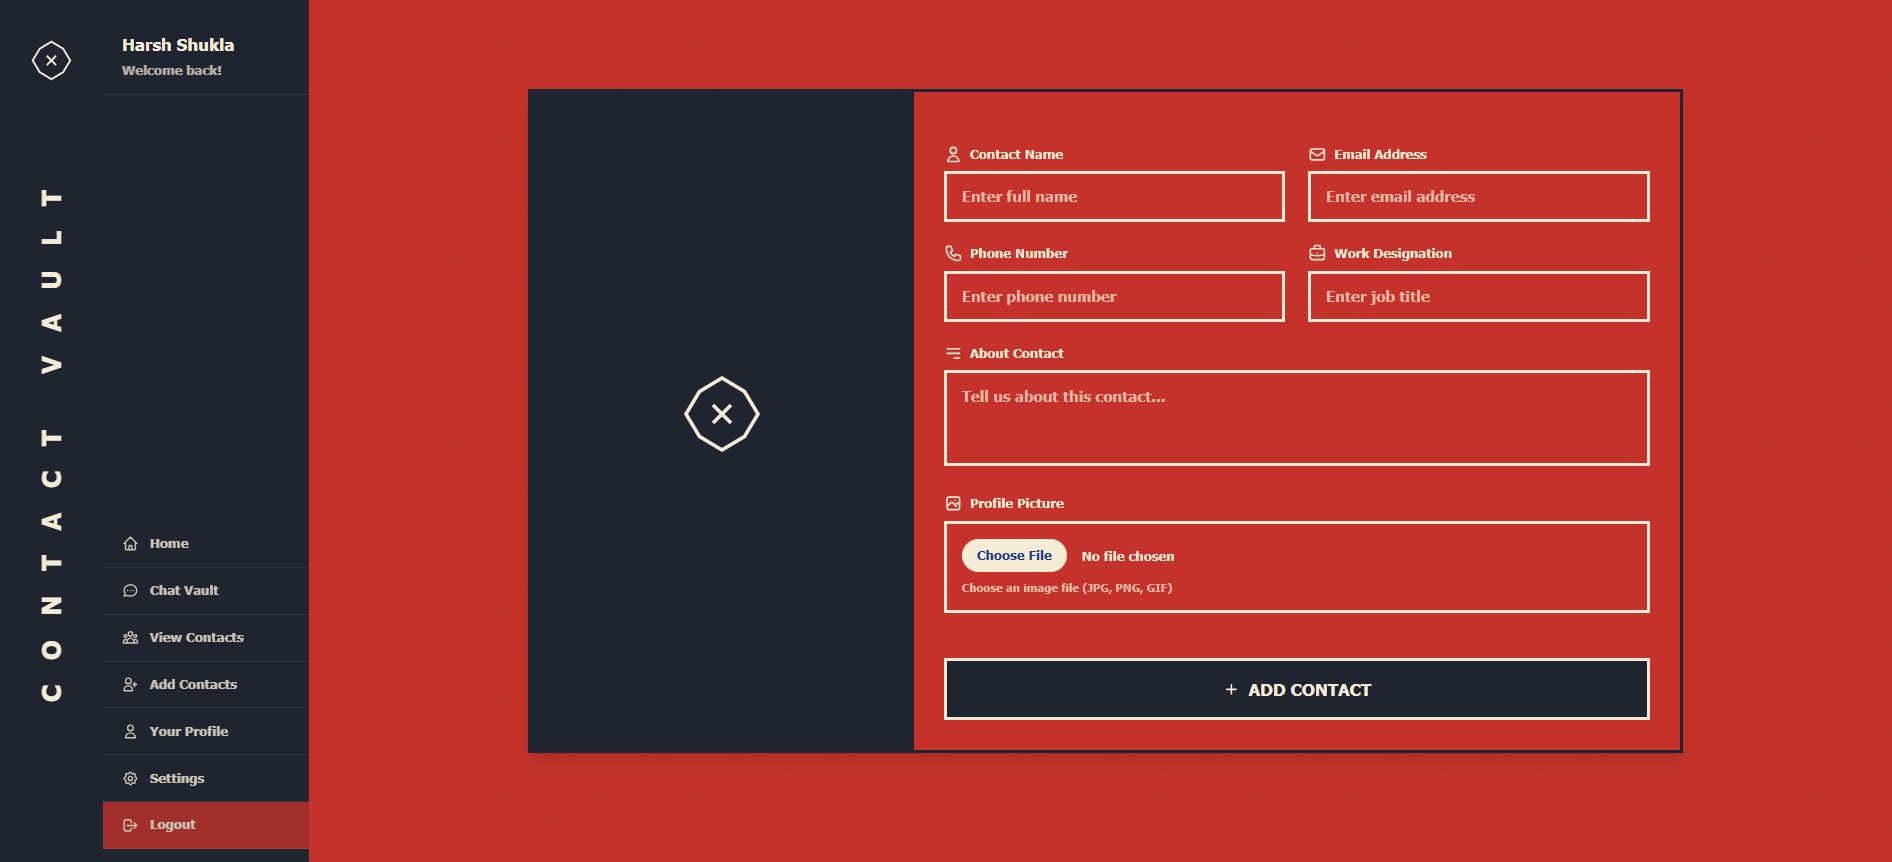 Harsh Shukla
Welcome back!
CONTACT VAULT
Home
Chat Vault
View Contacts
Add Contacts
Your Profile
Settings
Logout
Contact Name
Enter full name
Email Address
Enter email address
Phone Number
Enter phone number
Work Designation
Enter job title
About Contact
Tell us about this contact...
Profile Picture
Choose File No file chosen
Choose an image file (JPG, PNG, GIF)
+ ADD CONTACT